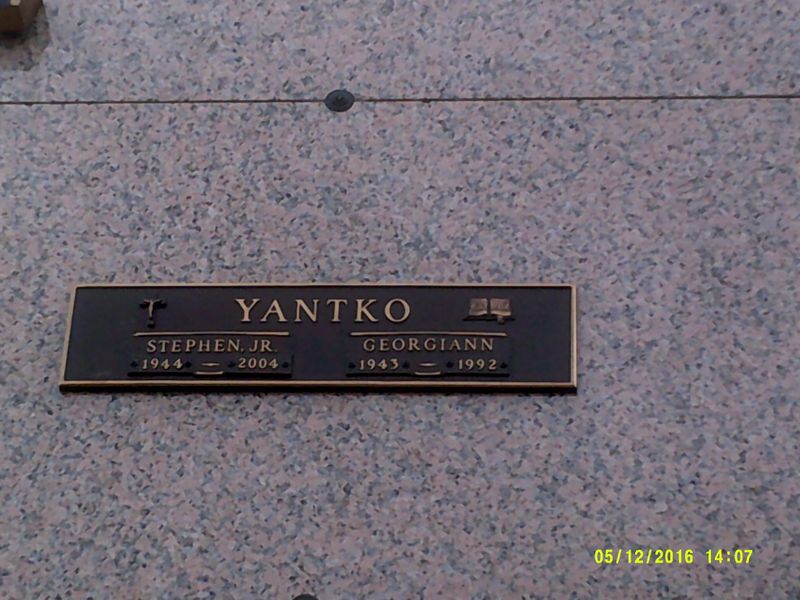 YANTKO
STEPHEN, JR. GEORGIANN
1944 — 2004 1943 — 1992
05/12/2016 14:07